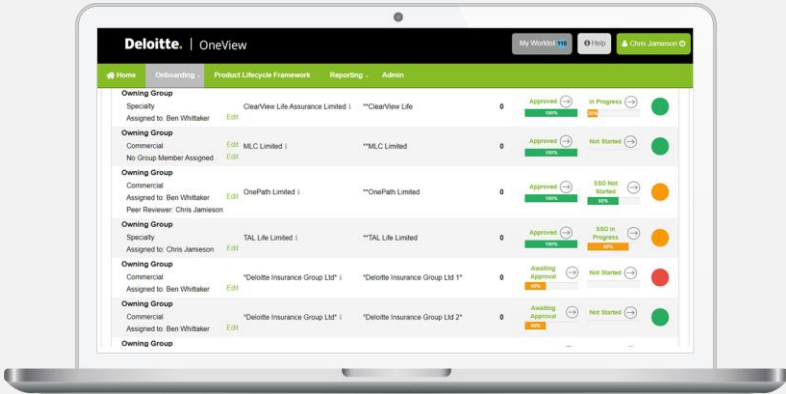 Deloitte. | OneView
My Worklist 110
Help
Chris Jamieson
Home Onboarding Product Lifecycle Framework Reporting Admin
Owning Group
Specialty
Assigned to: Ben Whittaker Edit
ClearView Life Assurance Limited i **ClearView Life 0 Approved 100% In Progress
Owning Group
Commercial Edit
No Group Member Assigned Edit
MLC Limited i **MLC Limited 0 Approved 100% Not Started
Owning Group
Commercial
Assigned to: Ben Whittaker Edit
Peer Reviewer: Chris Jamieson
OnePath Limited i **OnePath Limited 0 Approved 100% SSG Not Started 60%
Owning Group
Specialty
Assigned to: Chris Jamieson Edit
TAL Life Limited i **TAL Life Limited 0 Approved 100% SSG In Progress
Owning Group
Commercial
Assigned to: Ben Whittaker Edit
*Deloitte Insurance Group Ltd* i *Deloitte Insurance Group Ltd 1* 0 Awaiting Approval Not Started
Owning Group
Commercial
Assigned to: Ben Whittaker Edit
*Deloitte Insurance Group Ltd* i *Deloitte Insurance Group Ltd 2* 0 Awaiting Approval Not Started
Owning Group